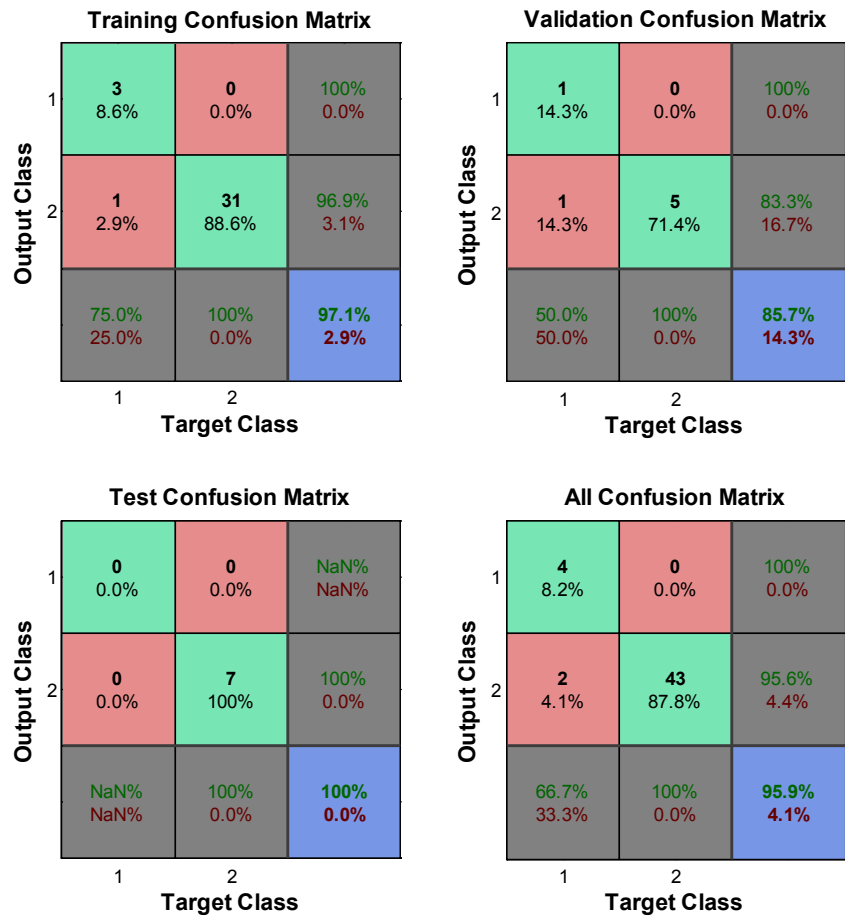 Training Confusion Matrix
3 0 100%
8.6% 0.0% 0.0%
1
1 31 96.9%
2.9% 88.6% 3.1%
2
75.0% 100% 97.1%
25.0% 0.0% 2.9%
1 2
Target Class
Output Class
Validation Confusion Matrix
1 0 100%
14.3% 0.0% 0.0%
1
1 5 83.3%
14.3% 71.4% 16.7%
2
50.0% 100% 85.7%
50.0% 0.0% 14.3%
1 2
Target Class
Output Class
Test Confusion Matrix
0 0 NaN%
0.0% 0.0% NaN%
1
0 7 100%
0.0% 100% 0.0%
2
NaN% 100% 100%
NaN% 0.0% 0.0%
1 2
Target Class
Output Class
All Confusion Matrix
4 0 100%
8.2% 0.0% 0.0%
1
2 43 95.6%
4.1% 87.8% 4.4%
2
66.7% 100% 95.9%
33.3% 0.0% 4.1%
1 2
Target Class
Output Class